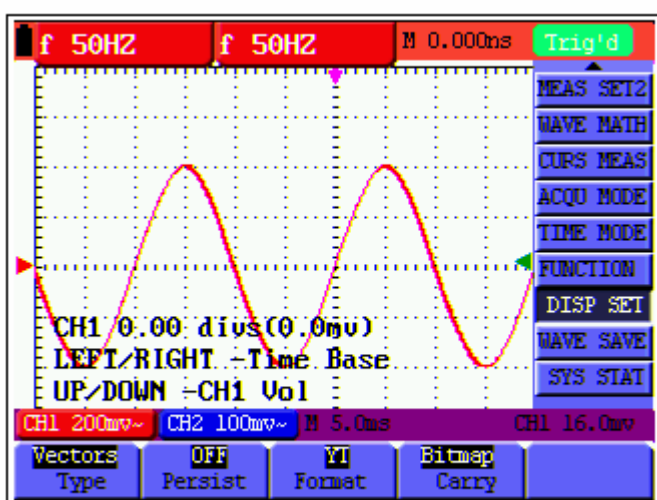 f 50HZ f 50HZ M 0.000ns Trig'd
MEAS SET2
WAVE MATH
CURS MEAS
ACQU MODE
TIME MODE
FUNCTION
DISP SET
WAVE SAVE
SYS STAT
CH1 0.00 divs(0.0mv)
LEFT/RIGHT -Time Base
UP/DOWN -CH1 Vol
CH1 200mv~ CH2 100mv~ M 5.0ms CH1 16.0mv
Vectors OFF YT Bitmap
Type Persist Format Carry